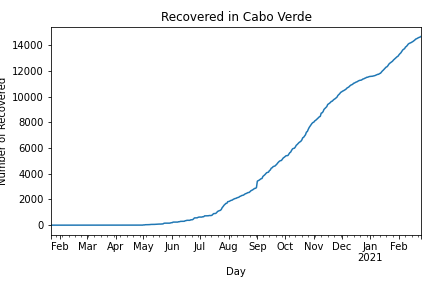 Recovered in Cabo Verde
Number of Recovered
14000
12000
10000
8000
6000
4000
2000
0
Feb Mar Apr May Jun Jul Aug Sep Oct Nov Dec Jan Feb
2021
Day